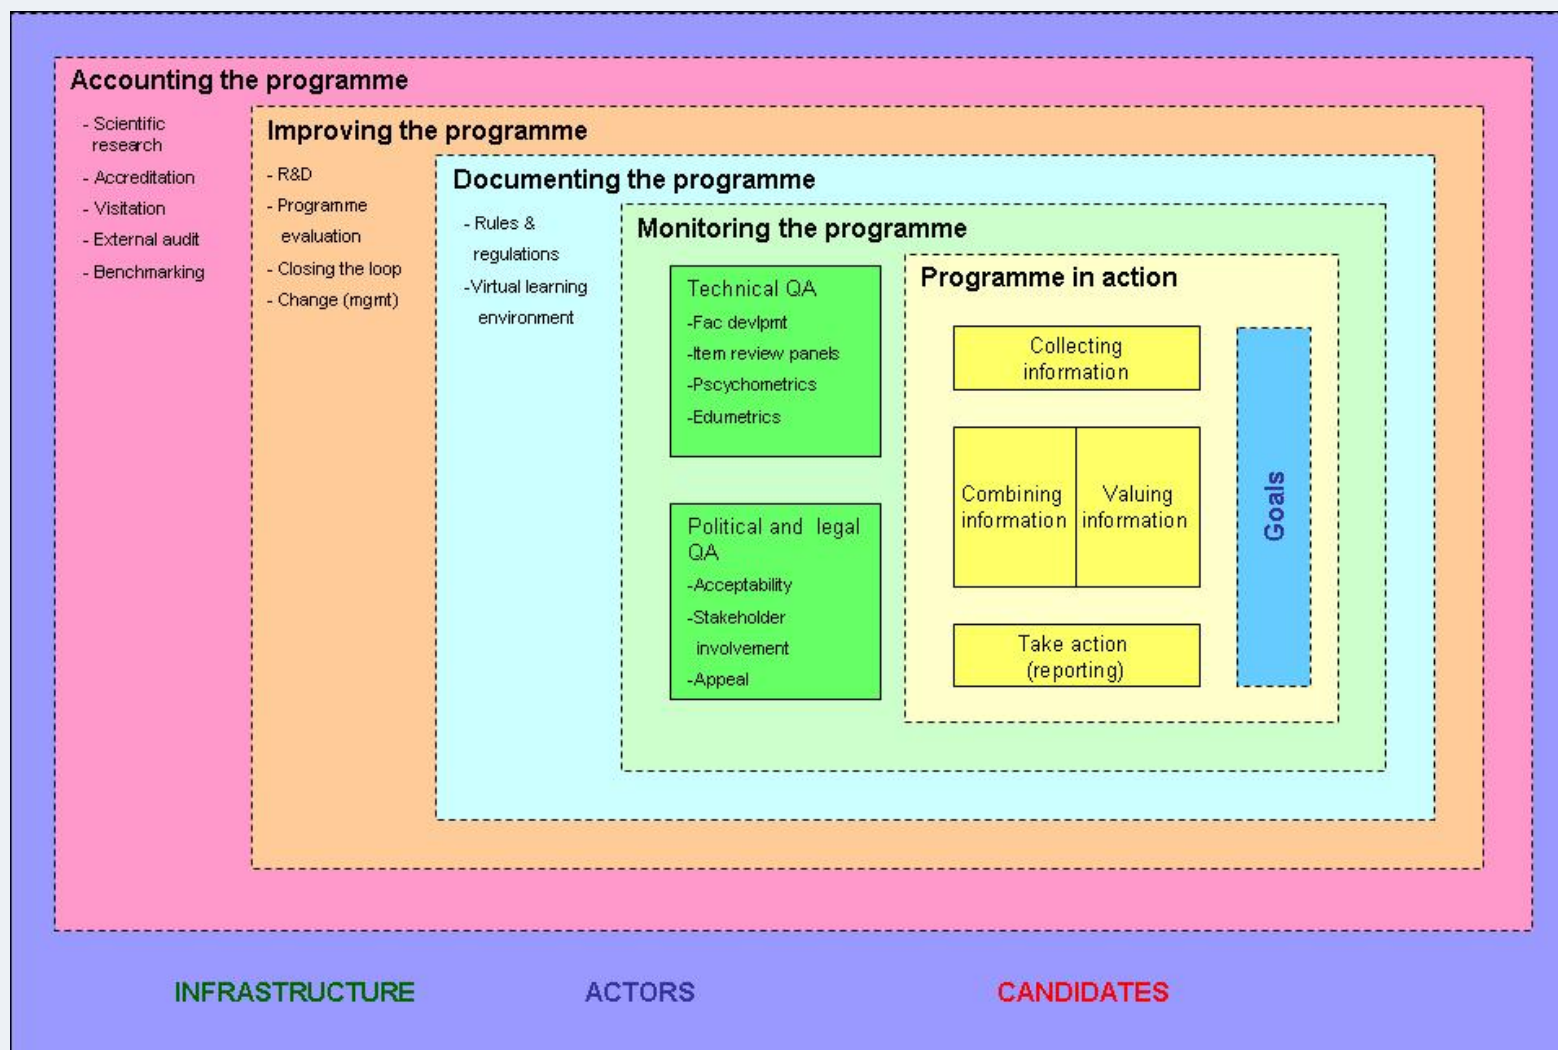 Accounting the programme
- Scientific
research
- Accreditation
- Visitation
- External audit
- Benchmarking
Improving the programme
- R&D
- Programme
evaluation
- Closing the loop
- Change (mgmt)
Documenting the programme
- Rules &
regulations
-Virtual learning
environment
Monitoring the programme
Technical QA
-Fac devlpmt
-Item review panels
-Pscychometrics
-Edumetrics
Political and legal
QA
-Acceptability
-Stakeholder
involvement
-Appeal
Programme in action
Collecting
information
Combining
information
Valuing
information
Take action
(reporting)
Goals
INFRASTRUCTURE
ACTORS
CANDIDATES